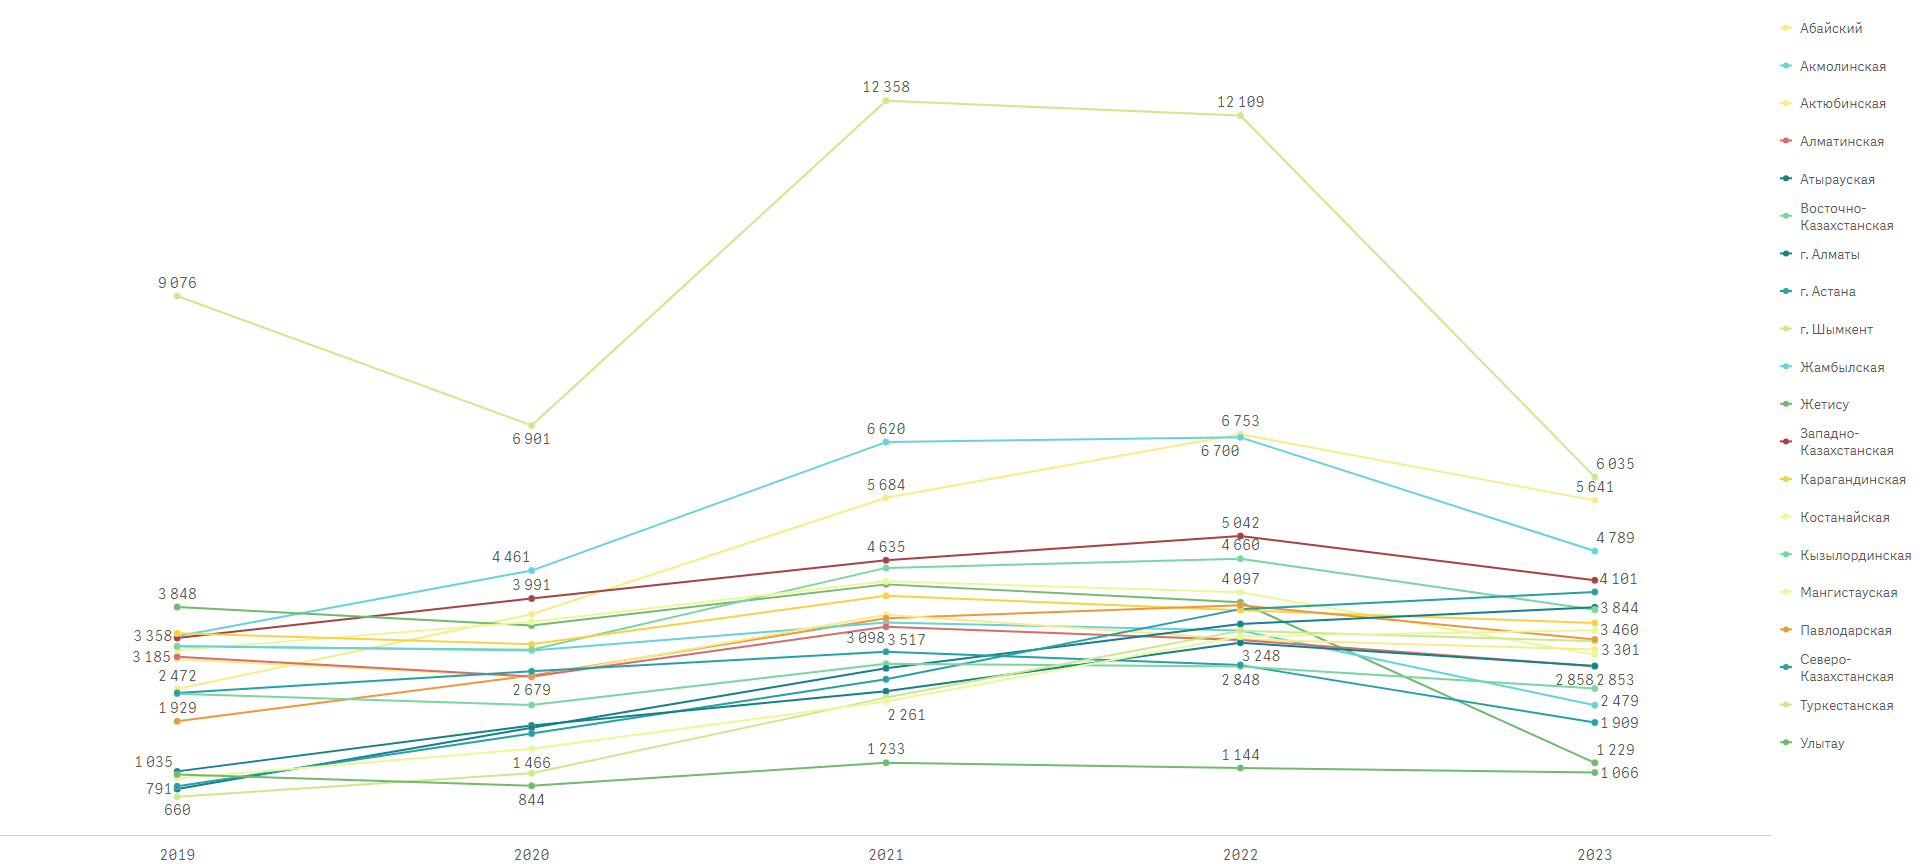 Абайский
Акмолинская
Актюбинская
Алматинская
Атырауская
Восточно-
Казахстанская
г. Алматы
г. Астана
г. Шымкент
Жамбылская
Жетису
Западно-
Казахстанская
Карагандинская
Костанайская
Кызылординская
Мангистауская
Павлодарская
Северо-
Казахстанская
Туркестанская
Улытау
12 358
12 109
9 076
6 901
6 620
6 753
6 700
6 035
5 684
5 641
5 042
4 789
4 635
4 660
4 461
3 991
4 097
4 101
3 848
3 844
3 358
3 098
3 517
3 460
3 185
3 248
3 301
2 472
2 679
2 848
2 858
2 853
1 929
2 261
2 479
1 909
1 035
1 466
1 233
1 144
1 229
791
844
1 066
660
2019
2020
2021
2022
2023